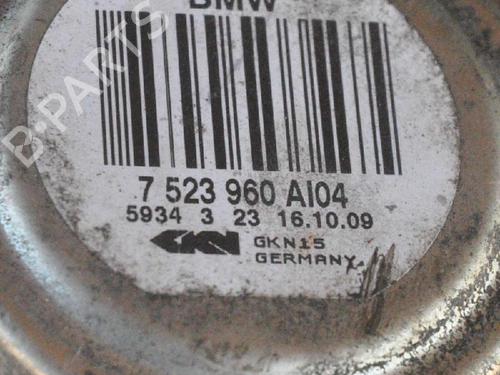 BMW
7 523 960 AI04
5934 3 23 16.10.09
GKN GKN15
GERMANY
B-PARTS